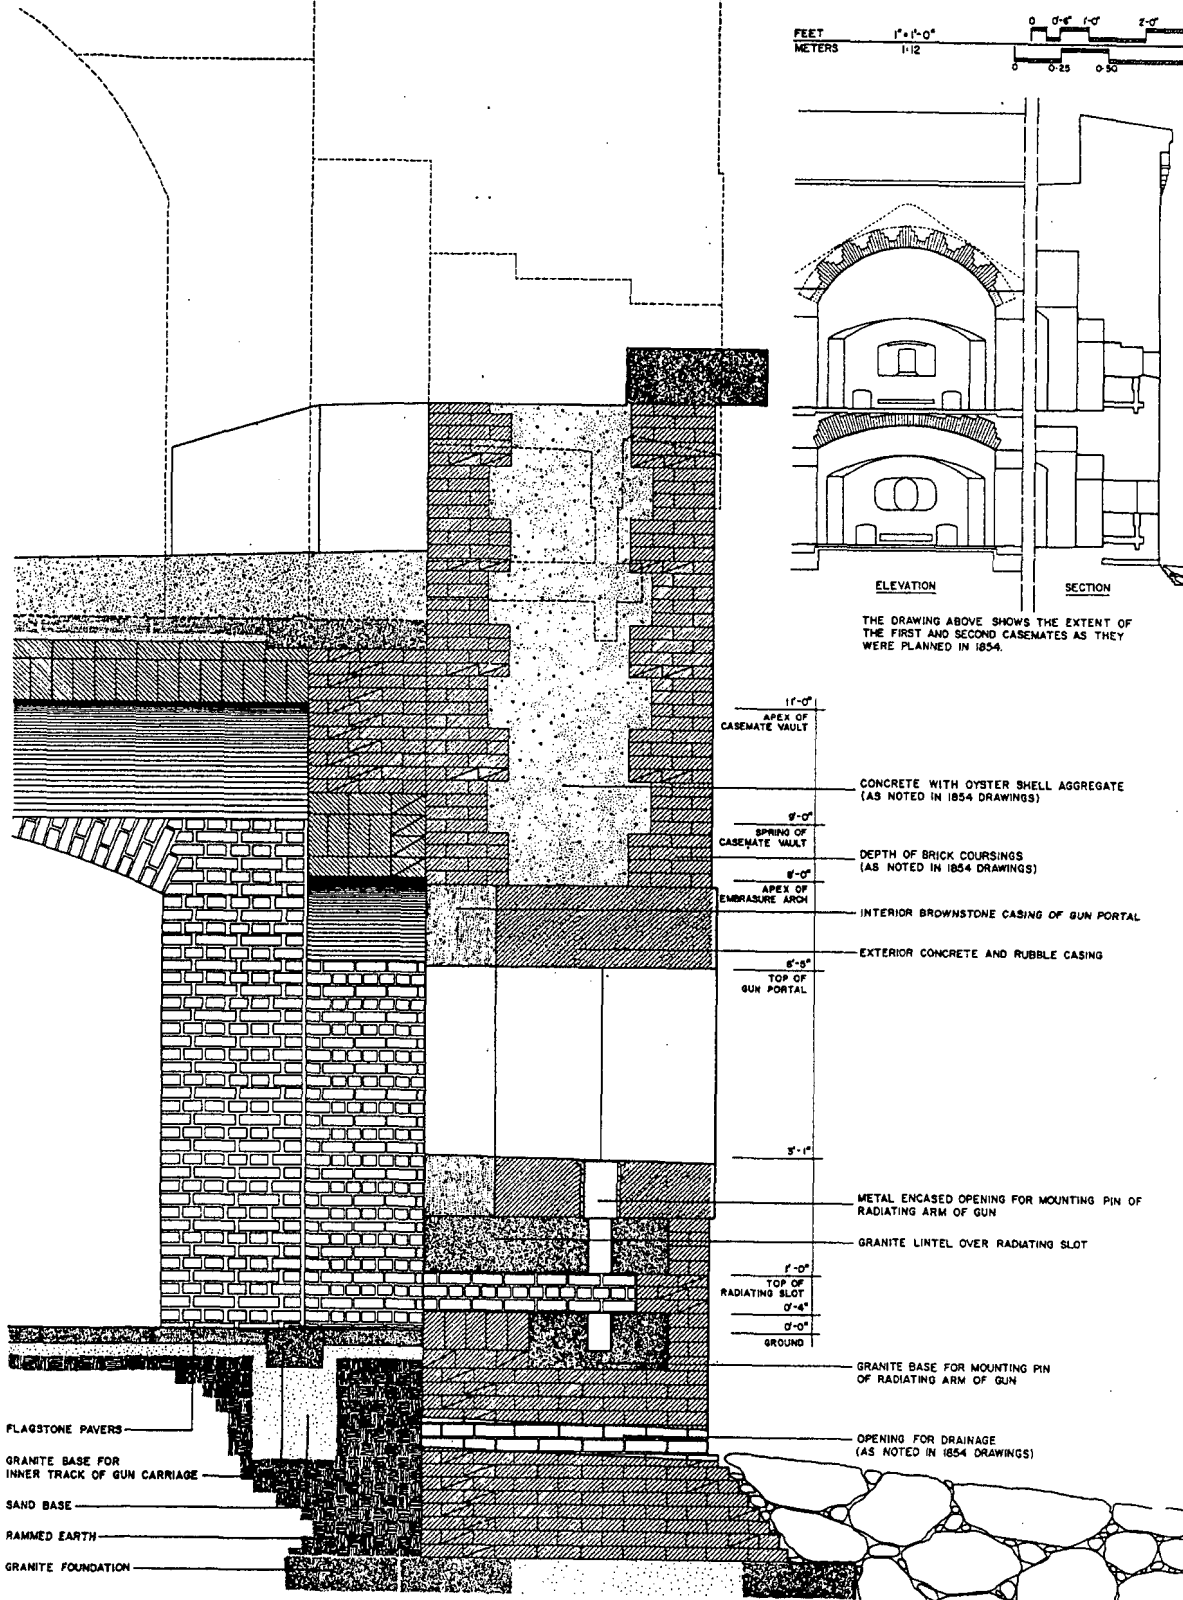 FEET 1" = 1'-0" 0 0'-6" 1'-0" 2'-0"
METERS 1:12 0 0·25 0·50
ELEVATION SECTION
THE DRAWING ABOVE SHOWS THE EXTENT OF
THE FIRST AND SECOND CASEMATES AS THEY
WERE PLANNED IN 1854.
11'-0"
APEX OF
CASEMATE VAULT
CONCRETE WITH OYSTER SHELL AGGREGATE
(AS NOTED IN 1854 DRAWINGS)
9'-0"
SPRING OF
CASEMATE VAULT
DEPTH OF BRICK COURSINGS
(AS NOTED IN 1854 DRAWINGS)
8'-0"
APEX OF
EMBRASURE ARCH
INTERIOR BROWNSTONE CASING OF GUN PORTAL
EXTERIOR CONCRETE AND RUBBLE CASING
6'-5"
TOP OF
GUN PORTAL
3'-1"
METAL ENCASED OPENING FOR MOUNTING PIN OF
RADIATING ARM OF GUN
GRANITE LINTEL OVER RADIATING SLOT
1'-0"
TOP OF
RADIATING SLOT
0'-4"
0'-0"
GROUND
GRANITE BASE FOR MOUNTING PIN
OF RADIATING ARM OF GUN
OPENING FOR DRAINAGE
(AS NOTED IN 1854 DRAWINGS)
FLAGSTONE PAVERS
GRANITE BASE FOR
INNER TRACK OF GUN CARRIAGE
SAND BASE
RAMMED EARTH
GRANITE FOUNDATION